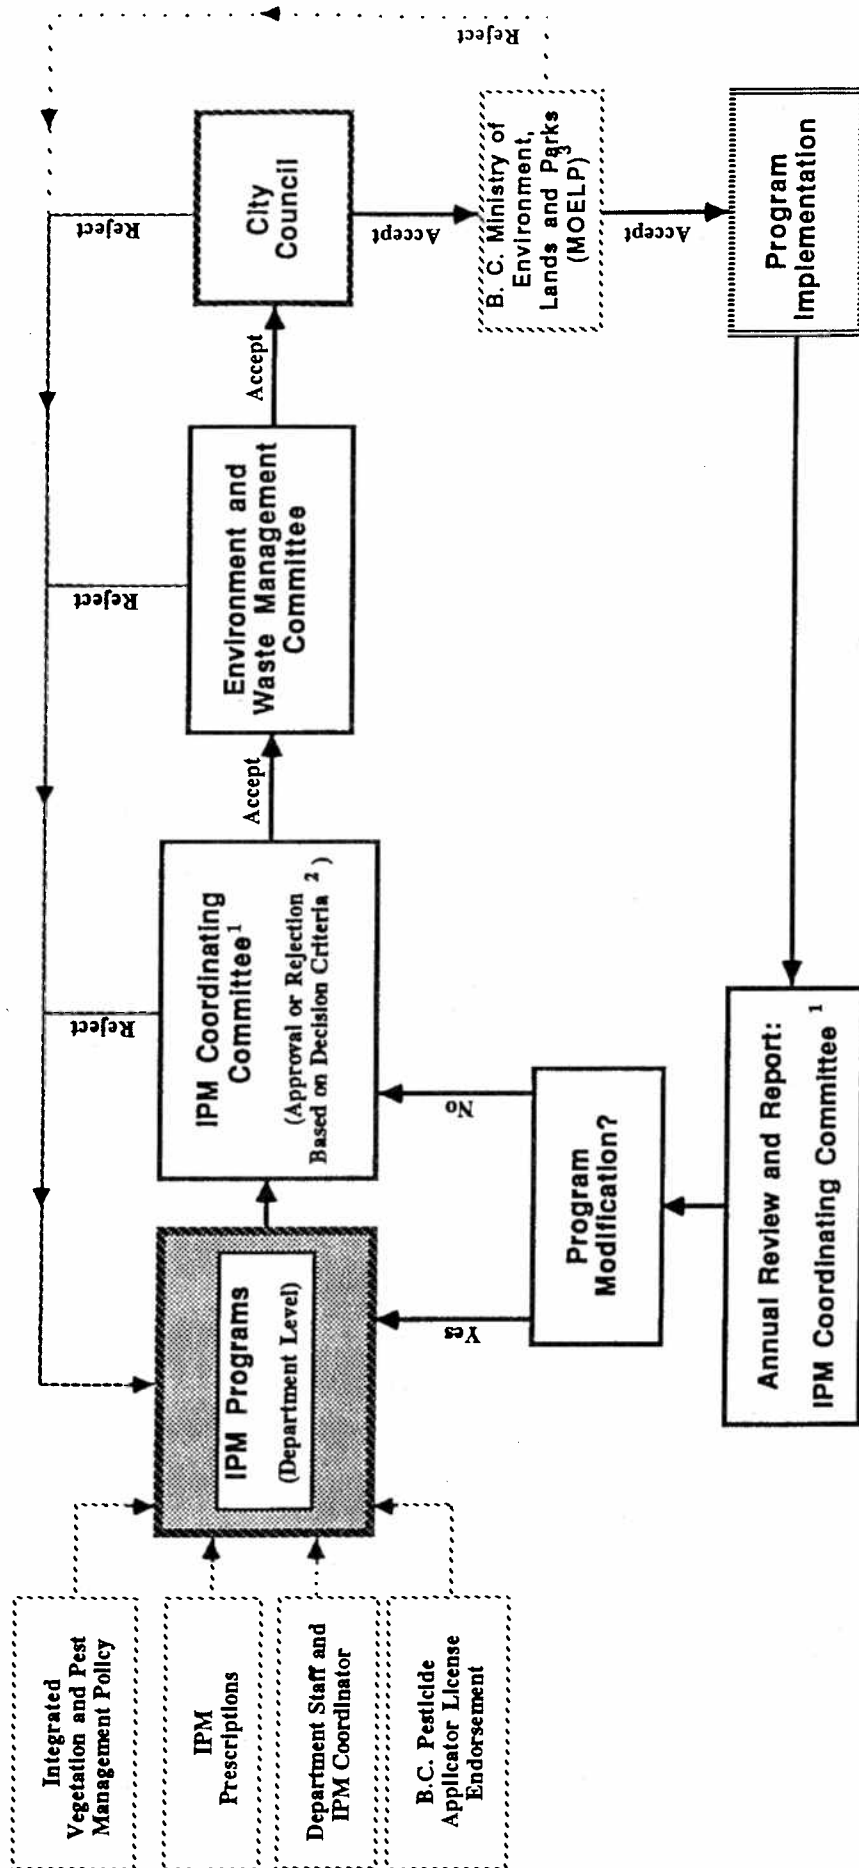 Integrated
Vegetation and Pest
Management Policy
IPM
Prescriptions
Department Staff and
IPM Coordinator
B.C. Pesticide
Applicator License
Endorsement
IPM Programs
(Department Level)
IPM Coordinating
Committee1
(Approval or Rejection
Based on Decision Criteria 2 )
Reject
Accept
Environment and
Waste Management
Committee
Reject
Accept
City
Council
Reject
Accept
B. C. Ministry of
Environment,
Lands and Parks
(MOELP)3
Reject
Accept
Program
Implementation
Annual Review and Report:
IPM Coordinating Committee 1
Program
Modification?
Yes
No